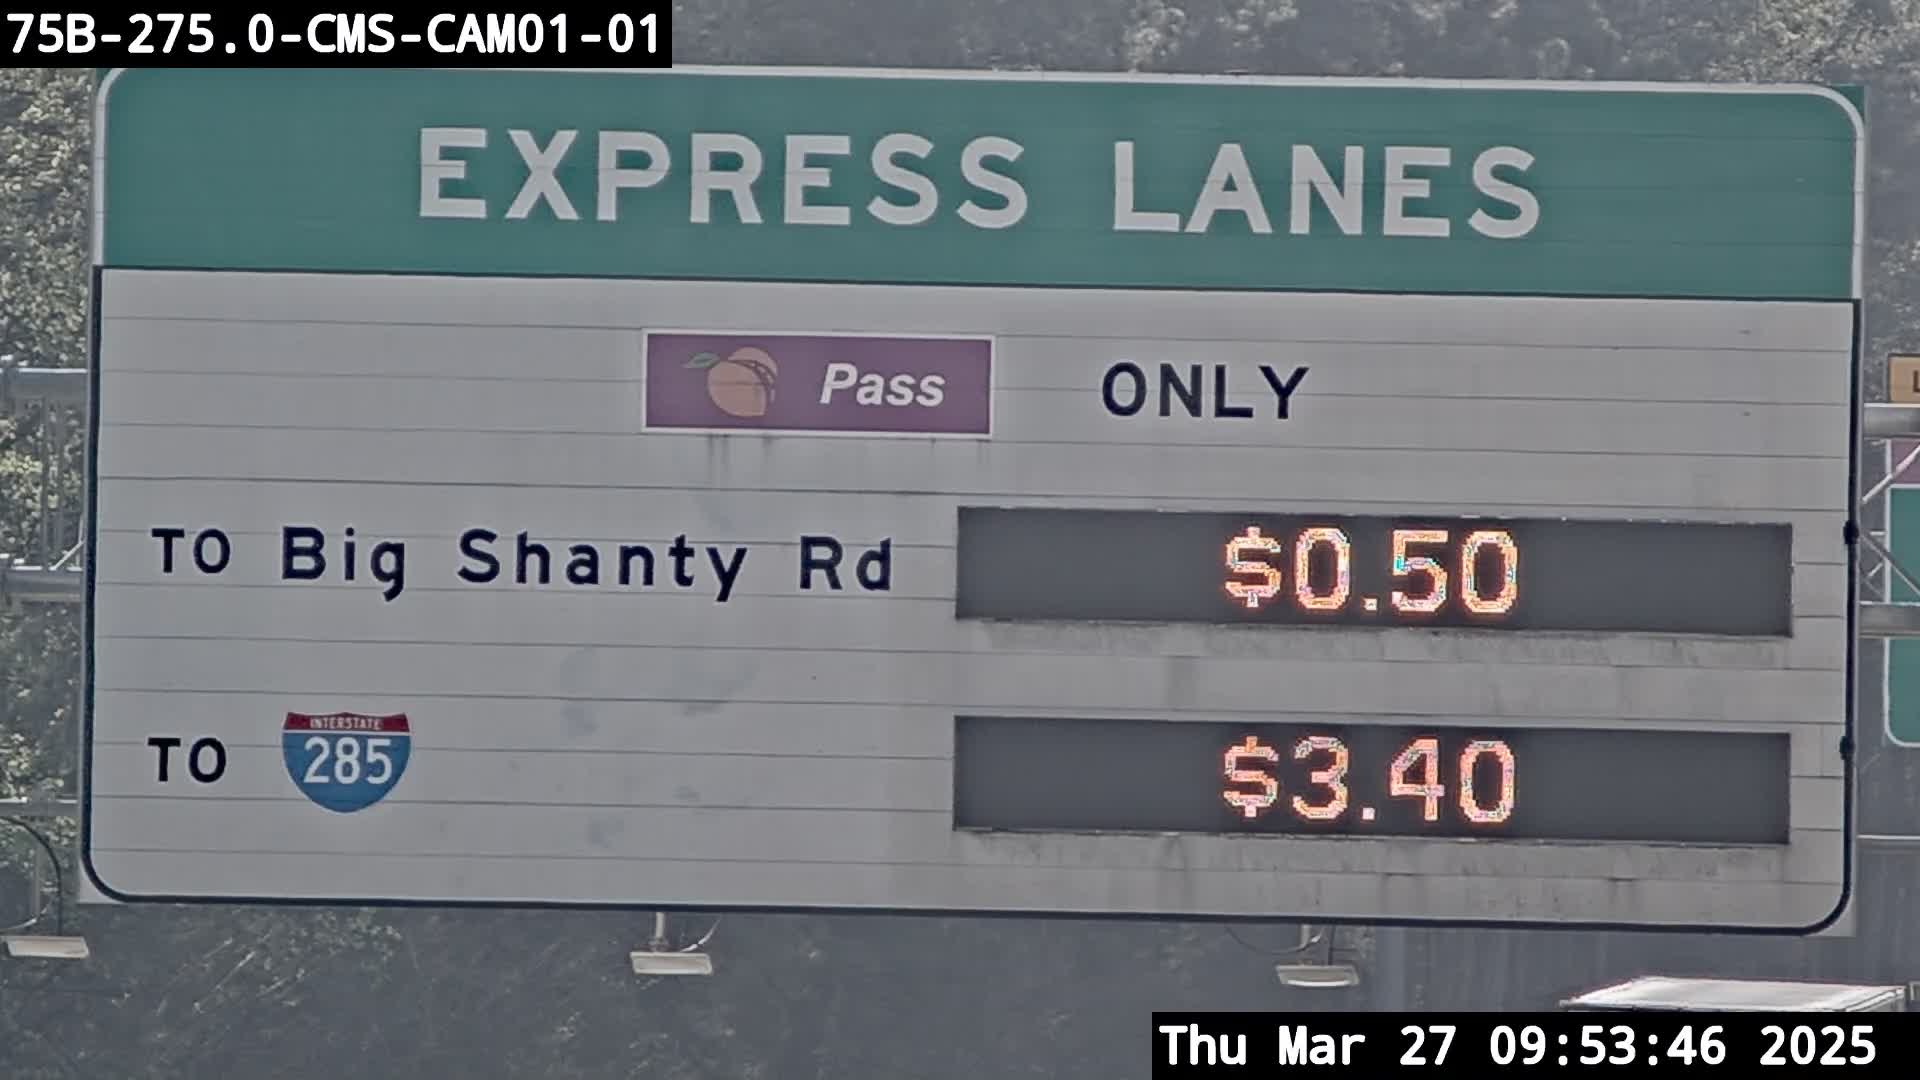 75B-275.0-CMS-CAM01-01
EXPRESS LANES
Pass ONLY
TO Big Shanty Rd $0.50
TO INTERSTATE 285 $3.40
Thu Mar 27 09:53:46 2025